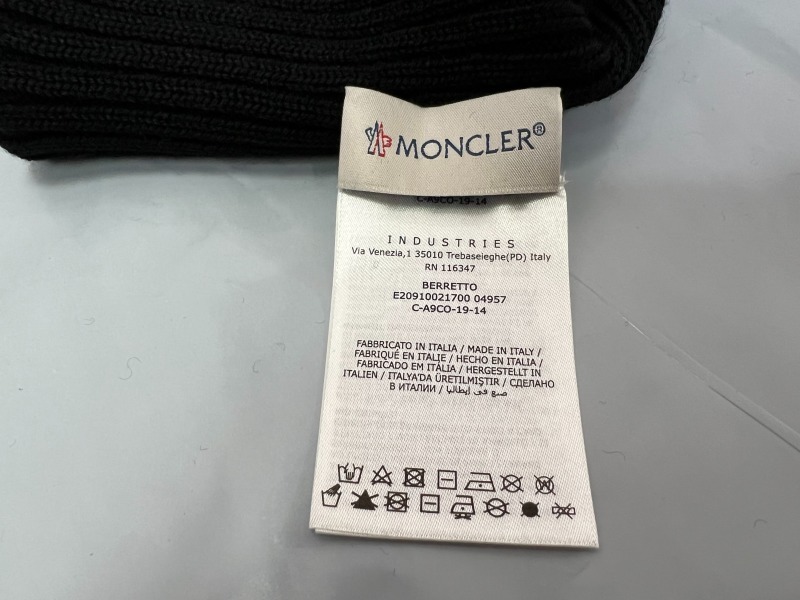 MONCLER®
C-A9CO-19-14
INDUSTRIES
Via Venezia,1 35010 Trebaseleghe(PD) Italy
RN 116347
BERRETTO
E20910021700 04957
C-A9CO-19-14
FABBRICATO IN ITALIA / MADE IN ITALY /
FABRIQUÉ EN ITALIE / HECHO EN ITALIA /
FABRICADO EM ITÁLIA / HERGESTELLT IN
ITALIEN / ITALYA'DA ÜRETILMIŞTIR / СДЕЛАНО
В ИТАЛИИ / صنع في إيطاليا